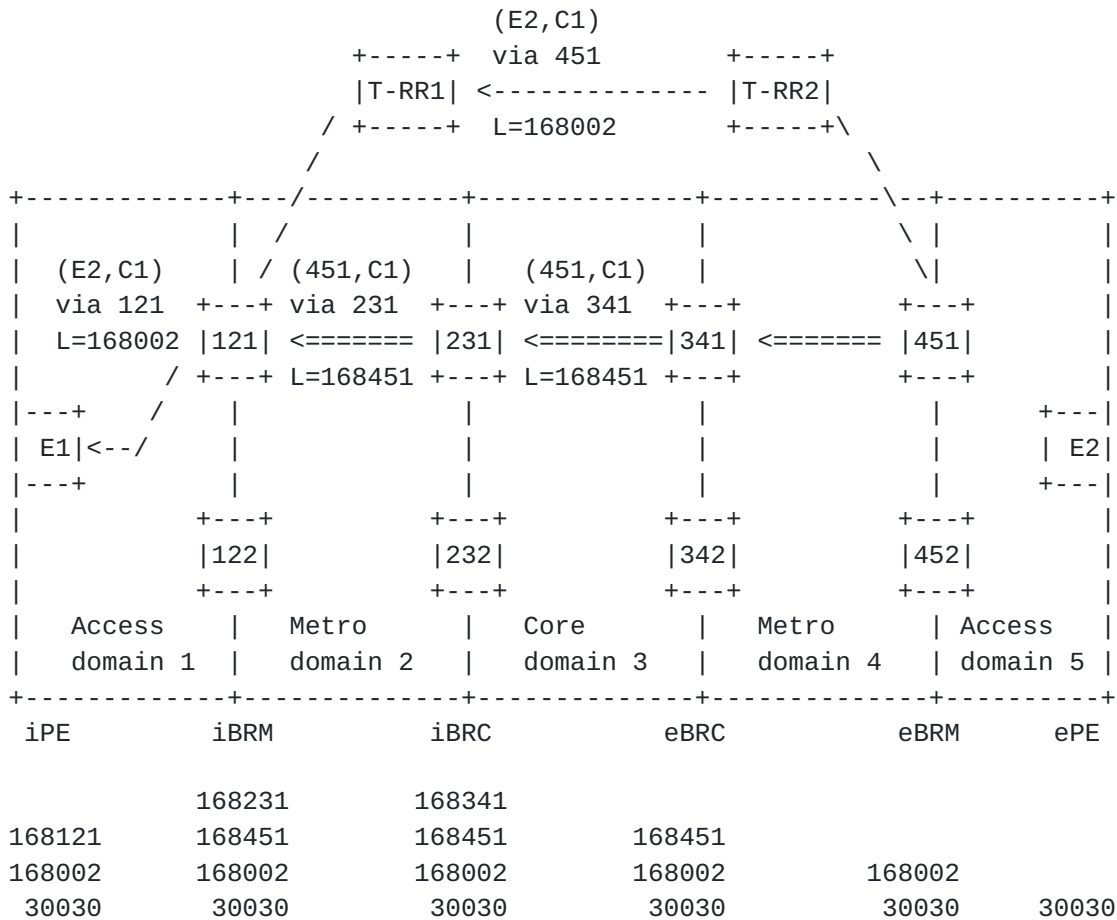 (E2,C1)
+-----+ via 451 +-----+
|T-RR1| <-------------- |T-RR2|
/ +-----+ L=168002 +-----+\
/ \
+-------------+---/----------+--------------+-----------\--+----------+
| | / | | \ | |
| (E2,C1) | / (451,C1) | (451,C1) | \| |
| via 121 +---+ via 231 +---+ via 341 +---+ +---+ |
| L=168002 |121| <======= |231| <========|341| <======= |451| |
| / +---+ L=168451 +---+ L=168451 +---+ +---+ |
|---+ / | | | | +---|
| E1|<--/ | | | | | E2|
|---+ | | | | +---|
| +---+ +---+ +---+ +---+ |
| |122| |232| |342| |452| |
| +---+ +---+ +---+ +---+ |
| Access | Metro | Core | Metro | Access |
| domain 1 | domain 2 | domain 3 | domain 4 | domain 5 |
+-------------+--------------+--------------+--------------+----------+
iPE iBRM iBRC eBRC eBRM ePE
168231 168341
168121 168451 168451 168451
168002 168002 168002 168002 168002
30030 30030 30030 30030 30030 30030